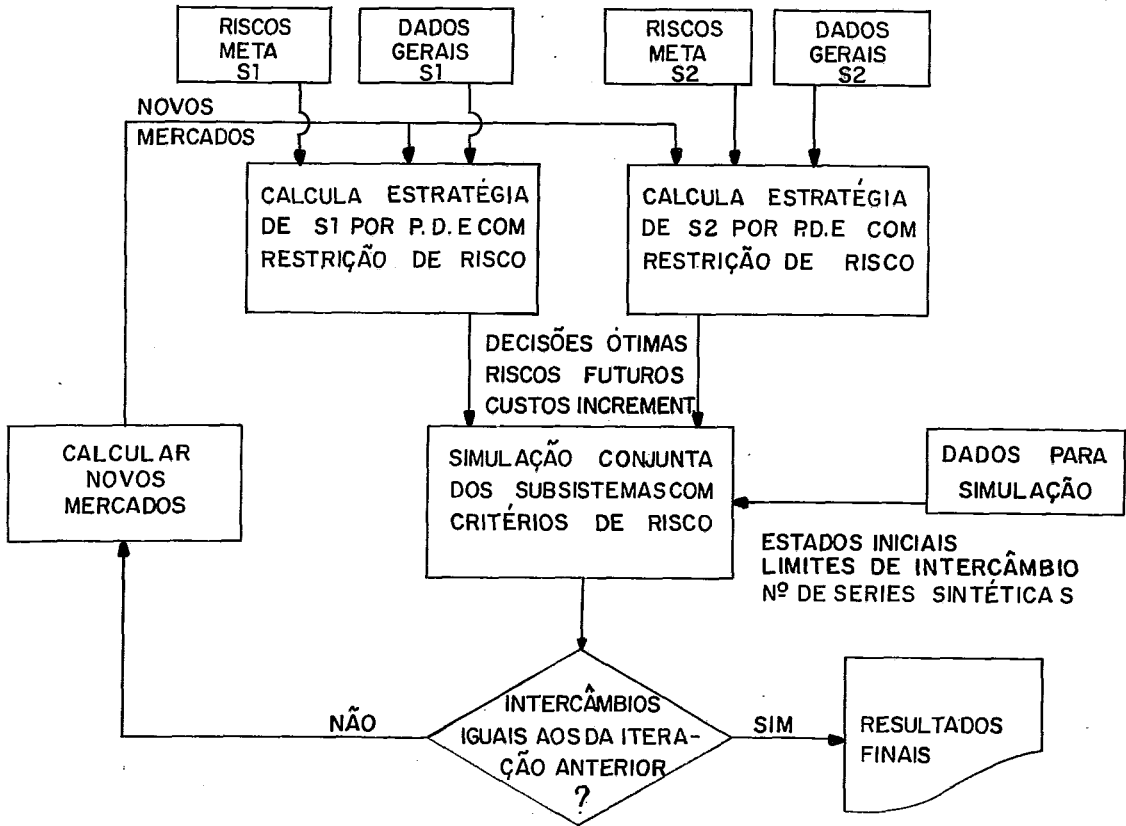 RISCOS
META
S1
DADOS
GERAIS
S1
RISCOS
META
S2
DADOS
GERAIS
S2
NOVOS
MERCADOS
CALCULA ESTRATÉGIA
DE S1 POR P.D.E COM
RESTRIÇÃO DE RISCO
CALCULA ESTRATÉGIA
DE S2 POR P.D.E COM
RESTRIÇÃO DE RISCO
DECISÕES ÓTIMAS
RISCOS FUTUROS
CUSTOS INCREMENT
CALCULAR
NOVOS
MERCADOS
SIMULAÇÃO CONJUNTA
DOS SUBSISTEMAS COM
CRITÉRIOS DE RISCO
DADOS PARA
SIMULAÇÃO
ESTADOS INICIAIS
LIMITES DE INTERCÂMBIO
Nº DE SERIES SINTÉTICAS
NÃO
INTERCÂMBIOS
IGUAIS AOS DA ITERA-
ÇÃO ANTERIOR
?
SIM
RESULTADOS
FINAIS